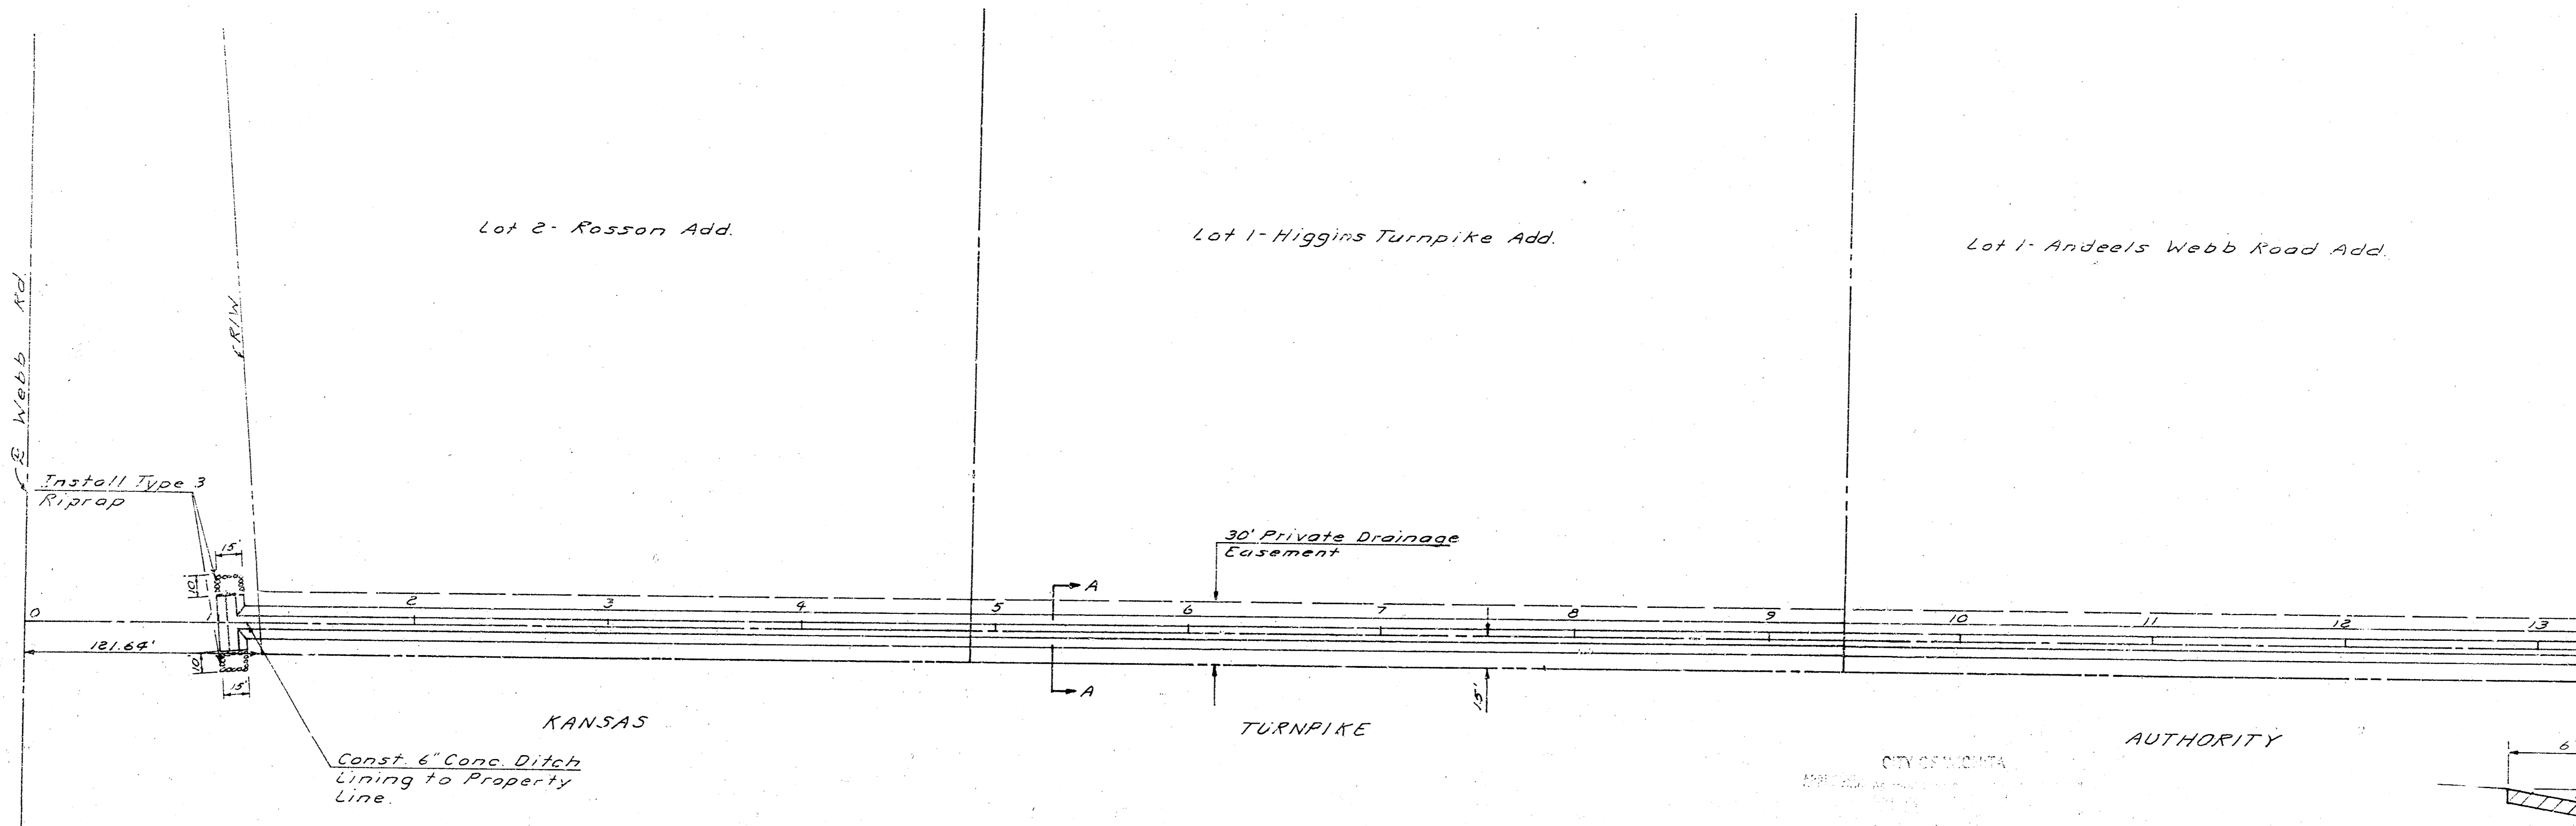 Lot 2- Rosson Add.
Lot 1- Higgins Turnpike Add.
Lot 1- Andeels Webb Road Add.
℄ Webb Rd.
R/W
Install Type 3
Riprap
15'
10'
30' Private Drainage
Easement
A
0 1 2 3 4 5 6 7 8 9 10 11 12 13
121.64'
10'
15'
A
15'
KANSAS
TURNPIKE
AUTHORITY
Const. 6" Conc. Ditch
Lining to Property
Line.
CITY OF WICHITA
6